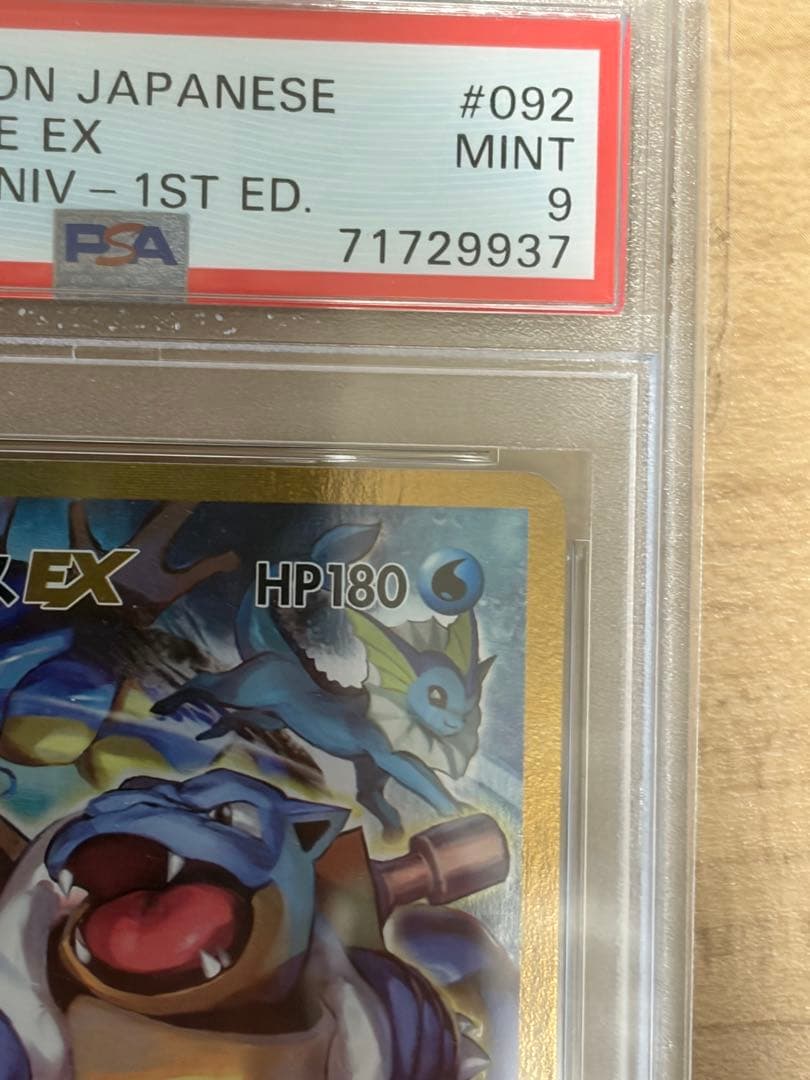 ON JAPANESE #092
E EX MINT
NIV – 1ST ED. 9
PSA 71729937
EX HP180